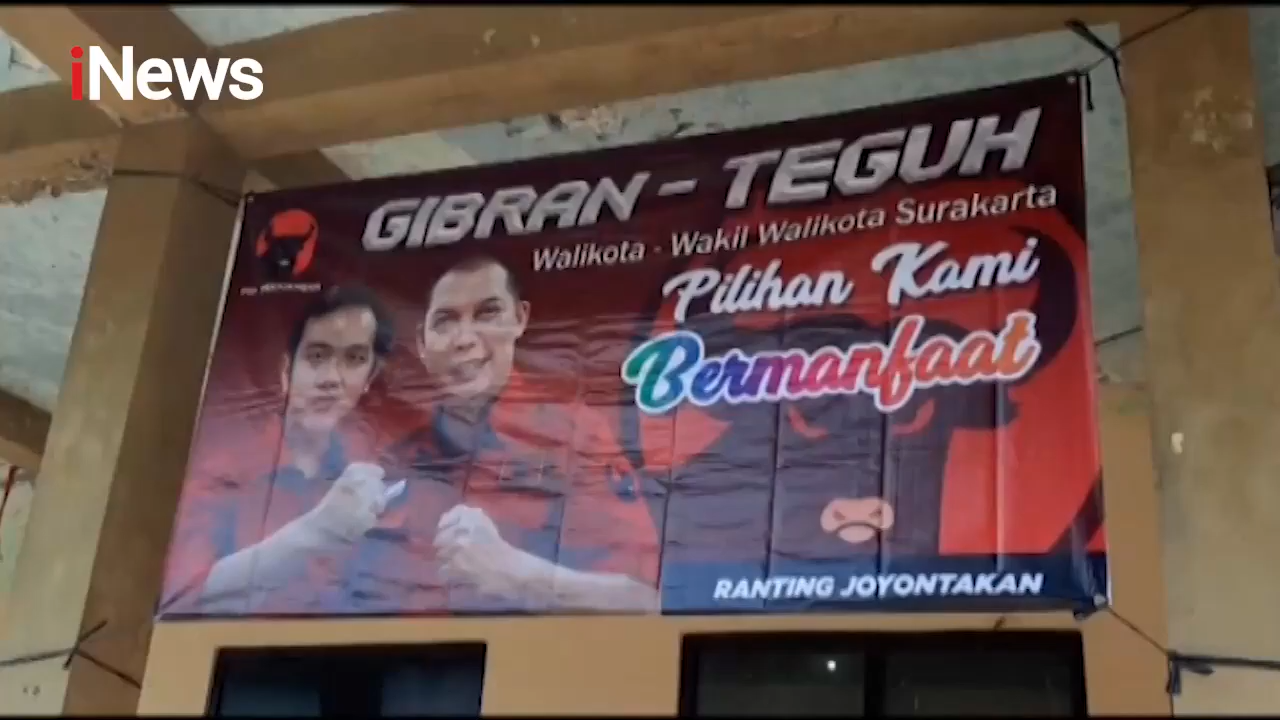 iNews
GIBRAN - TEGUH
Walikota - Wakil Walikota Surakarta
Pilihan Kami
Bermanfaat
RANTING JOYONTAKAN